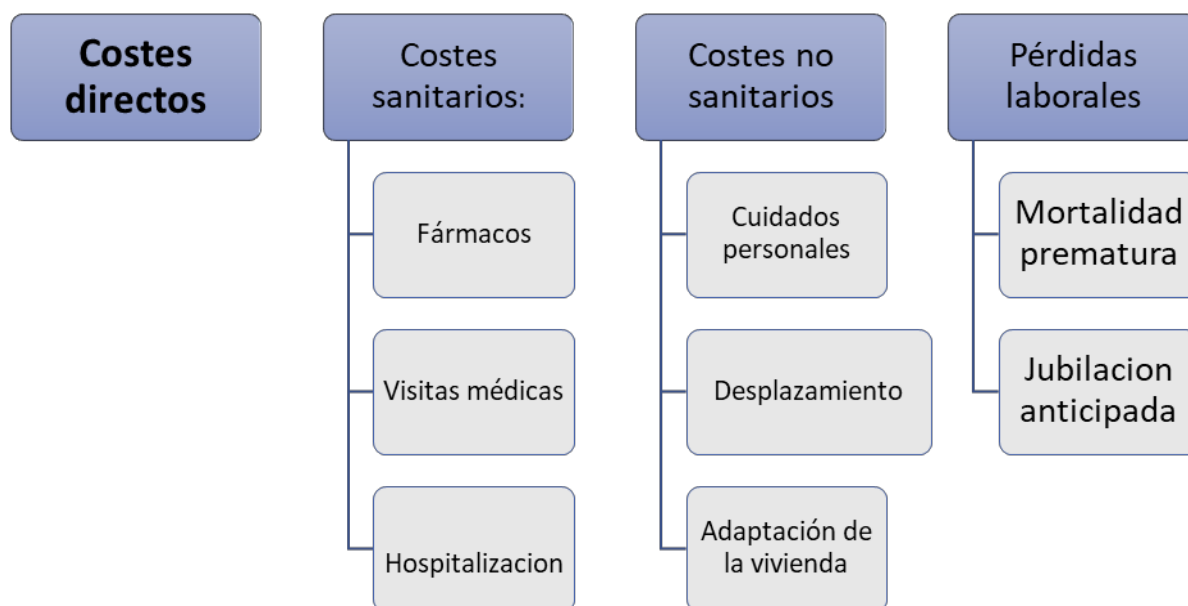 Costes
directos
Costes
sanitarios:
Fármacos
Visitas médicas
Hospitalizacion
Costes no
sanitarios
Cuidados
personales
Desplazamiento
Adaptación de
la vivienda
Pérdidas
laborales
Mortalidad
prematura
Jubilacion
anticipada